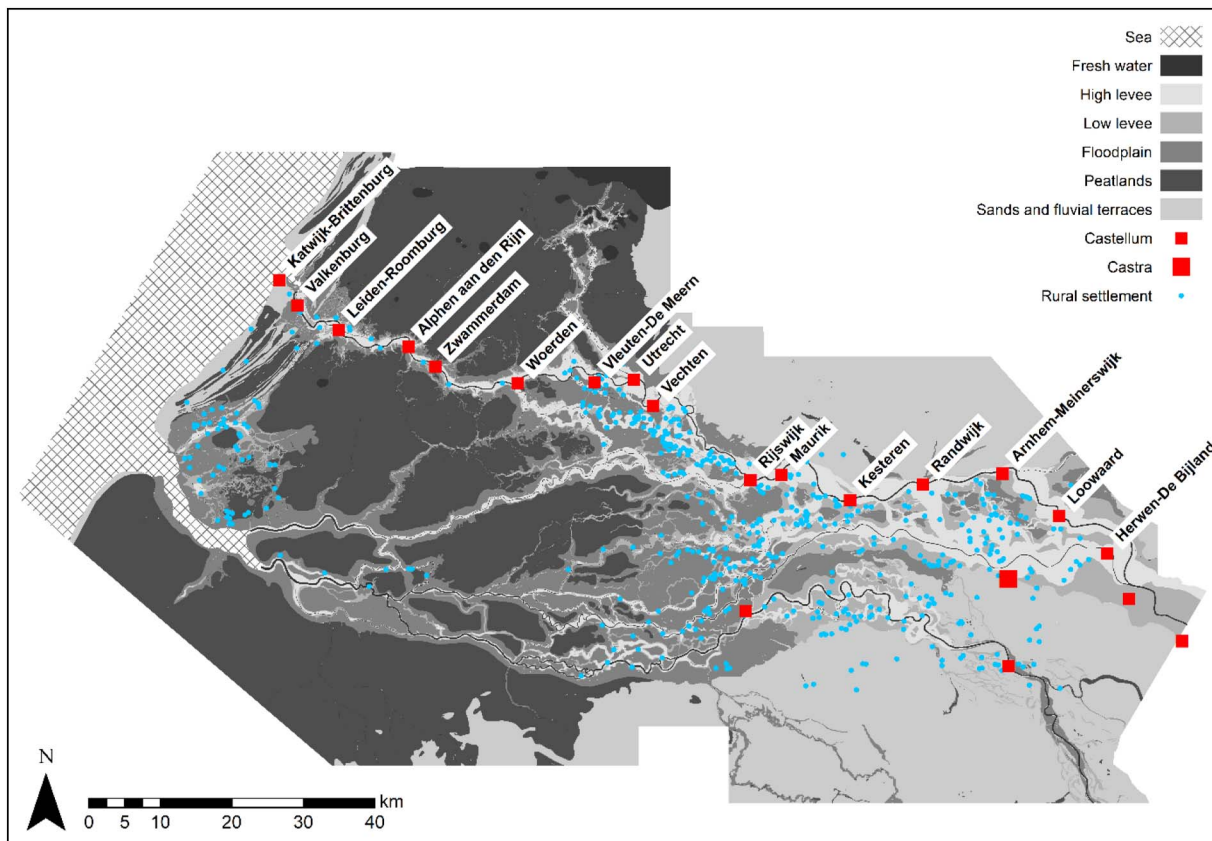 Sea
Fresh water
High levee
Low levee
Floodplain
Peatlands
Sands and fluvial terraces
Castellum
Castra
Rural settlement
Katwijk-Brittenburg
Valkenburg
Leiden-Roomburg
Alphen aan den Rijn
Zwammerdam
Woerden
Vleuten-De Meern
Utrecht
Vechten
Rijswijk
Maurik
Kesteren
Randwijk
Arnhem-Meinerswijk
Loowaard
Herwen-De Bijland
N
km
0 5 10 20 30 40